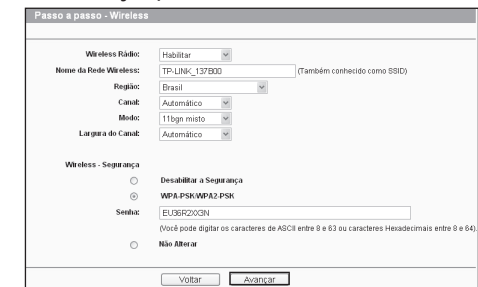 Passo a passo - Wireless
Wireless Rádio: Habilitar
Nome da Rede Wireless: TP-LINK_137B00 (Também conhecido como SSID)
Região: Brasil
Canal: Automático
Modo: 11bgn misto
Largura do Canal: Automático
Wireless - Segurança
Desabilitar a Segurança
WPA-PSK/WPA2-PSK
Senha: EU36R2XX3N
(Você pode digitar os caracteres de ASCII entre 8 e 63 ou caracteres Hexadecimais entre 8 e 64).
Não Alterar
Voltar Avançar